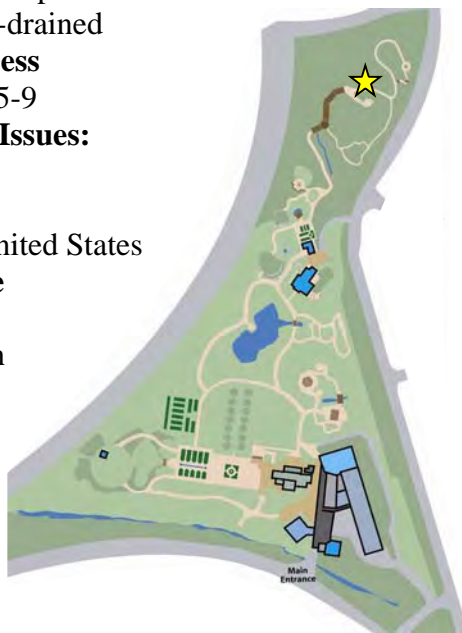 -drained
ess
5-9
Issues:
nited States
e
n
Main
Entrance